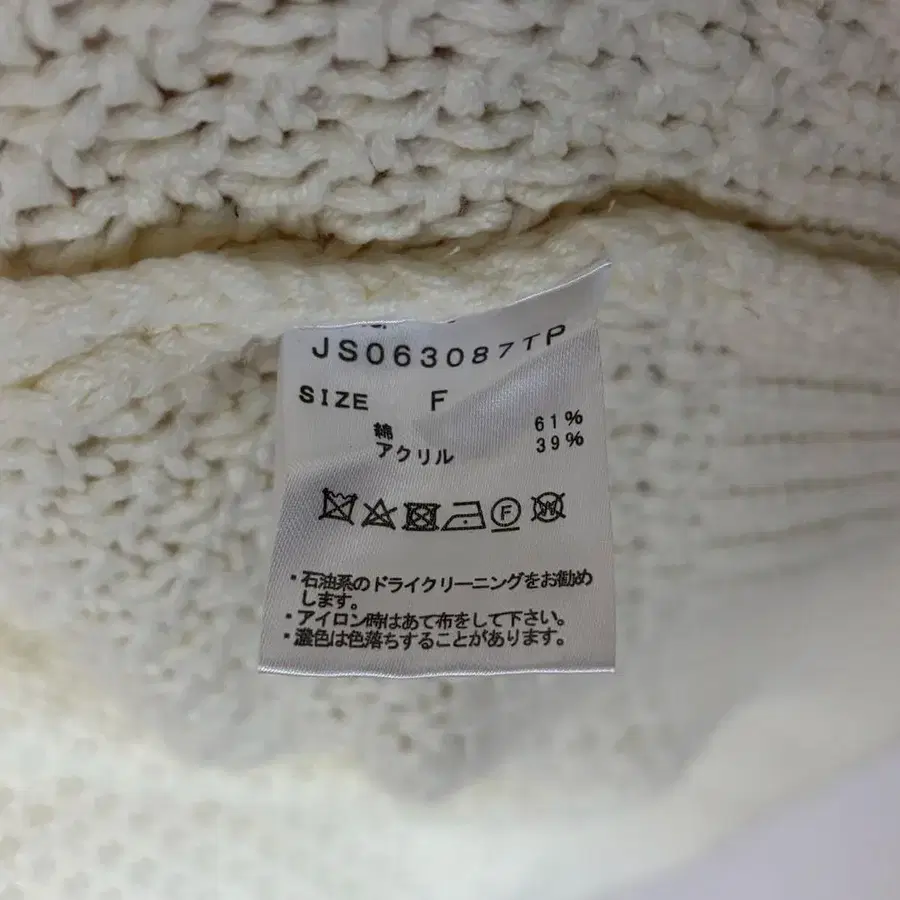 JS063087TP
SIZE F
綿 61%
アクリル 39%
F
W
・石油系のドライクリーニングをお勧め
します。
・アイロン時はあて布をして下さい。
・濃色は色落ちすることがあります。